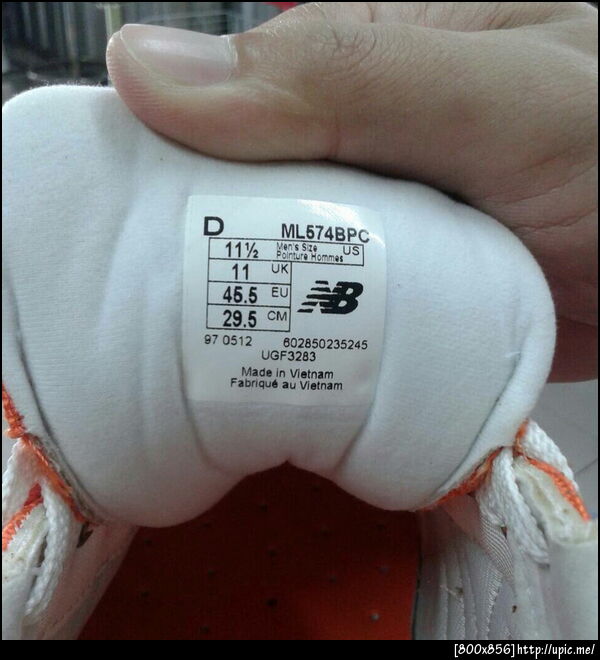 D ML574BPC
11½ Men's Size US
Pointure Hommes
11 UK
45.5 EU
29.5 CM
NB
97 0512 602850235245
UGF3283
Made in Vietnam
Fabriqué au Vietnam
[800x856]http://upic.me/